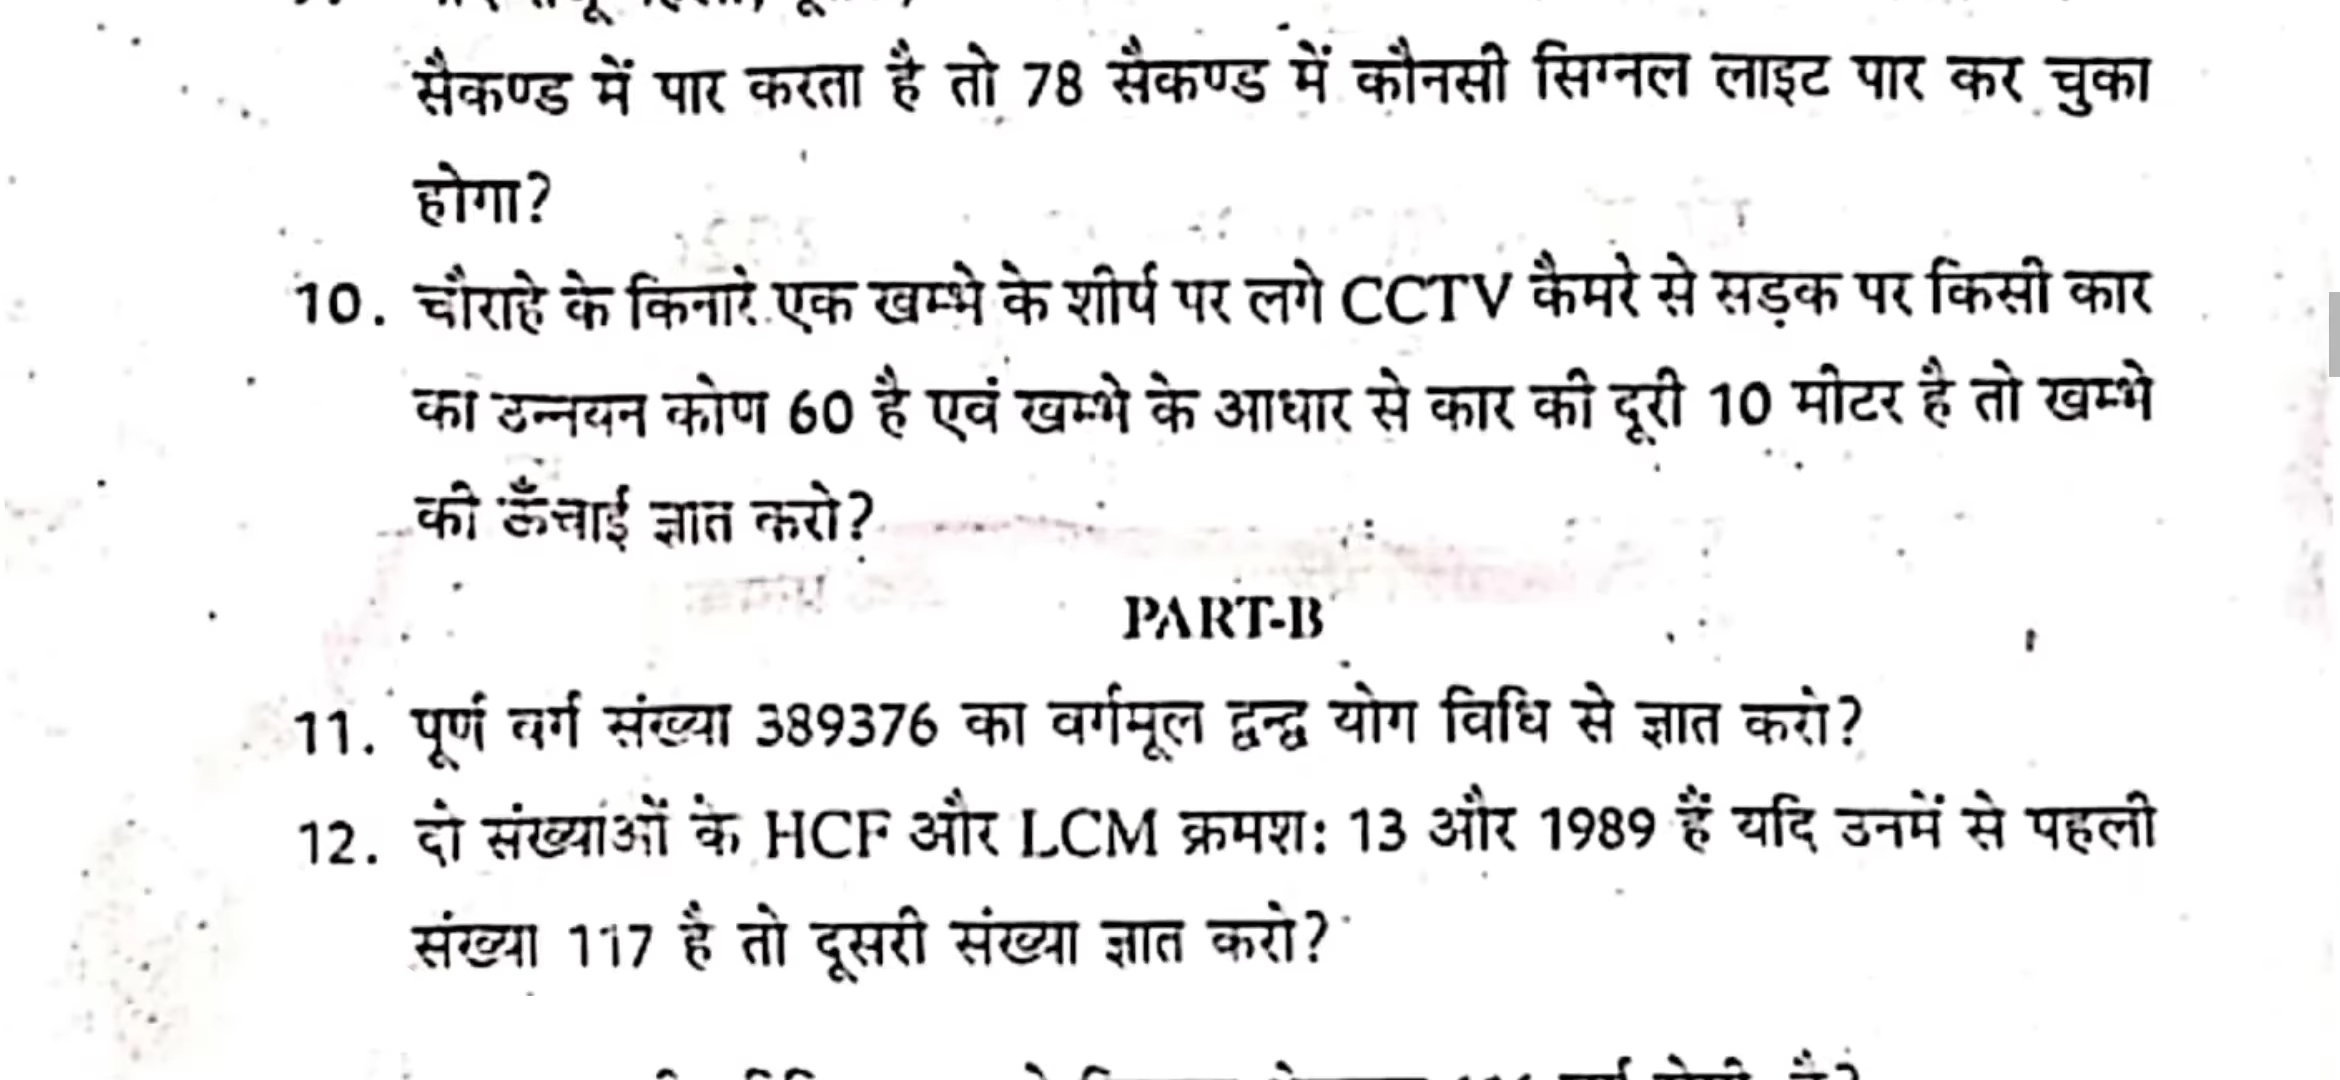 सैकण्ड में पार करता है तो 78 सैकण्ड में कौनसी सिग्नल लाइट पार कर चुका
होगा?
10. चौराहे के किनारे एक खम्भे के शीर्ष पर लगे CCTV कैमरे से सड़क पर किसी कार
का उन्नयन कोण 60 है एवं खम्भे के आधार से कार की दूरी 10 मीटर है तो खम्भे
की ऊँचाई ज्ञात करो?
PART-B
11. पूर्ण वर्ग संख्या 389376 का वर्गमूल द्वन्द्व योग विधि से ज्ञात करो?
12. दो संख्याओं के HCF और LCM क्रमश: 13 और 1989 हैं यदि उनमें से पहली
संख्या 117 है तो दूसरी संख्या ज्ञात करो?